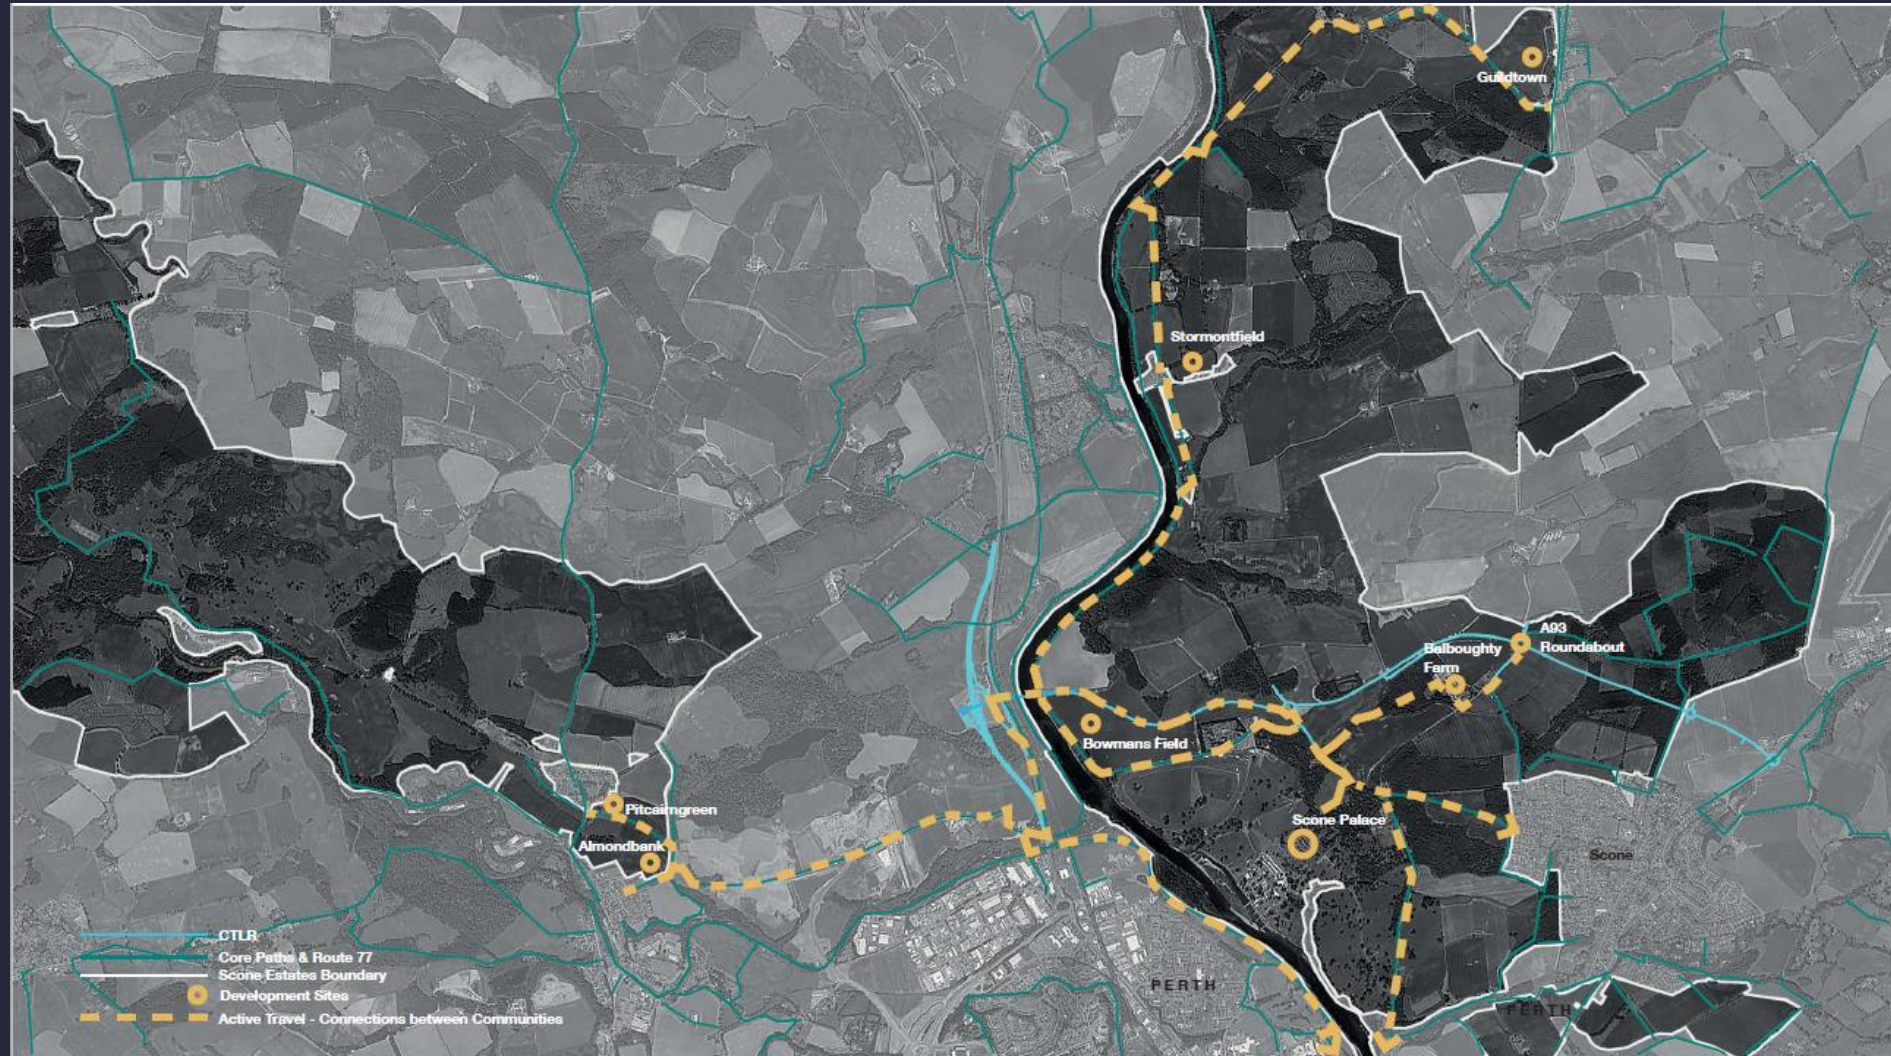 Guildtown
Stormontfield
A93
Roundabout
Balboughty
Farm
Bowmans Field
Pitcairngreen
Scone Palace
Almondbank
Scone
CTLR
Core Paths & Route 77
Scone Estates Boundary
Development Sites
Active Travel - Connections between Communities
PERTH
PERTH